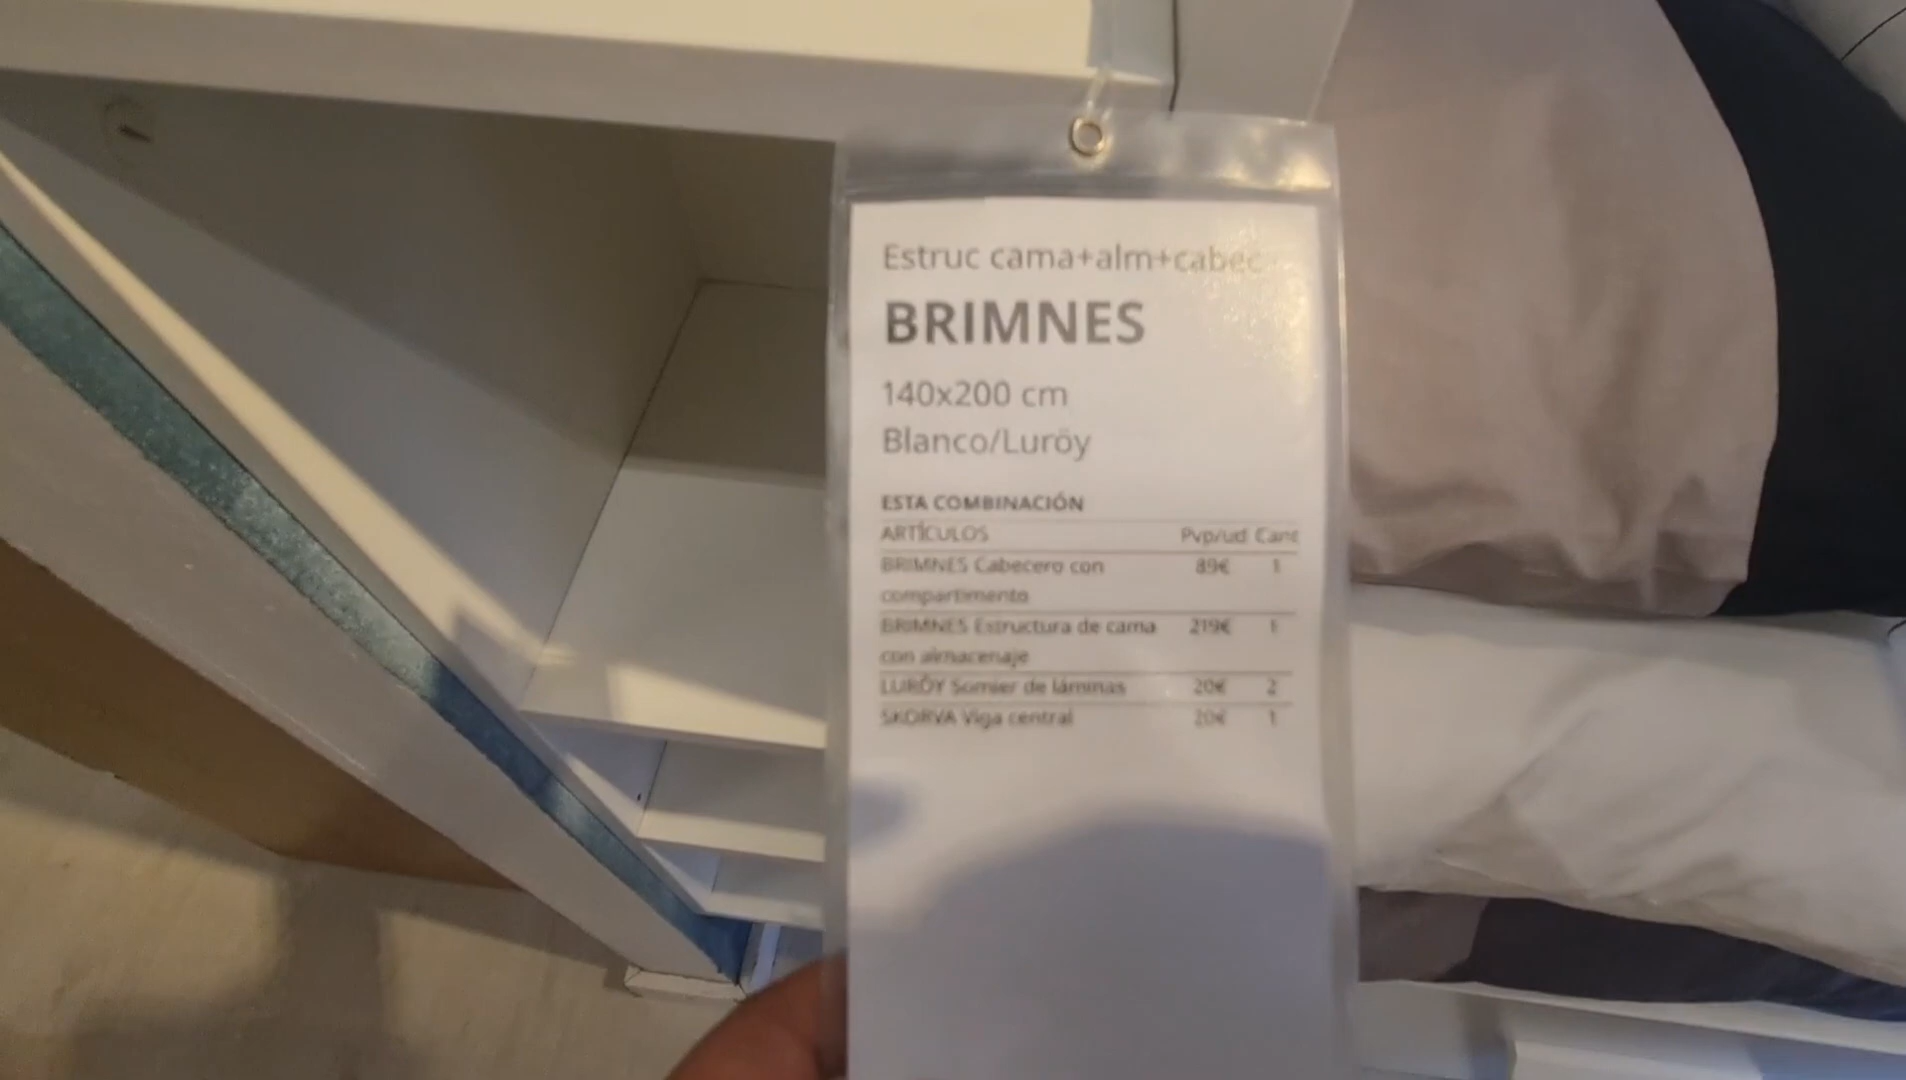 Estruc cama+alm+cabec
BRIMNES
140x200 cm
Blanco/Luröy
ESTA COMBINACIÓN
ARTÍCULOS Pvp/ud Cant
BRIMNES Cabecero con 89€ 1
compartimento
BRIMNES Estructura de cama 219€ 1
con almacenaje
LURÖY Somier de láminas 20€ 2
SKORVA Viga central 20€ 1